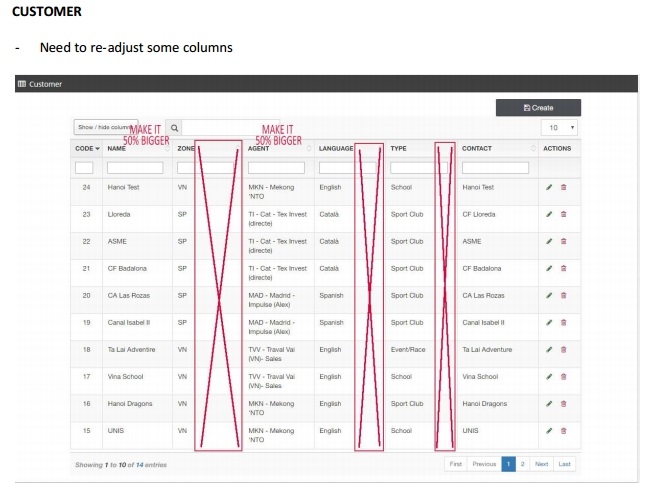 CUSTOMER
- Need to re-adjust some columns
Customer
Create
Show / hide columns
MAKE IT
50% BIGGER
MAKE IT
50% BIGGER
10
CODE NAME ZONE AGENT LANGUAGE TYPE CONTACT ACTIONS
24 Hanoi Test VN MKN - Mekong English School Hanoi Test
'NTO
23 Lloreda SP TI - Cat - Tex Invest Català Sport Club CF Lloreda
(directe)
22 ASME SP TI - Cat - Tex Invest Català Sport Club ASME
(directe)
21 CF Badalona SP TI - Cat - Tex Invest Català Sport Club CF Badalona
(directe)
20 CA Las Rozas SP MAD - Madrid - Spanish Sport Club CA Las Rozas
Impulse (Alex)
19 Canal Isabel II SP MAD - Madrid - Spanish Sport Club Canal Isabel II
Impulse (Alex)
18 Ta Lai Adventire VN TVV - Traval Vai English Event/Race Ta Lai Adventure
(VN)- Sales
17 Vina School VN TVV - Traval Vai English School Vina School
(VN)- Sales
16 Hanoi Dragons VN MKN - Mekong English Sport Club Hanoi Dragons
'NTO
15 UNIS VN MKN - Mekong English School UNIS
'NTO
Showing 1 to 10 of 14 entries
First Previous 1 2 Next Last